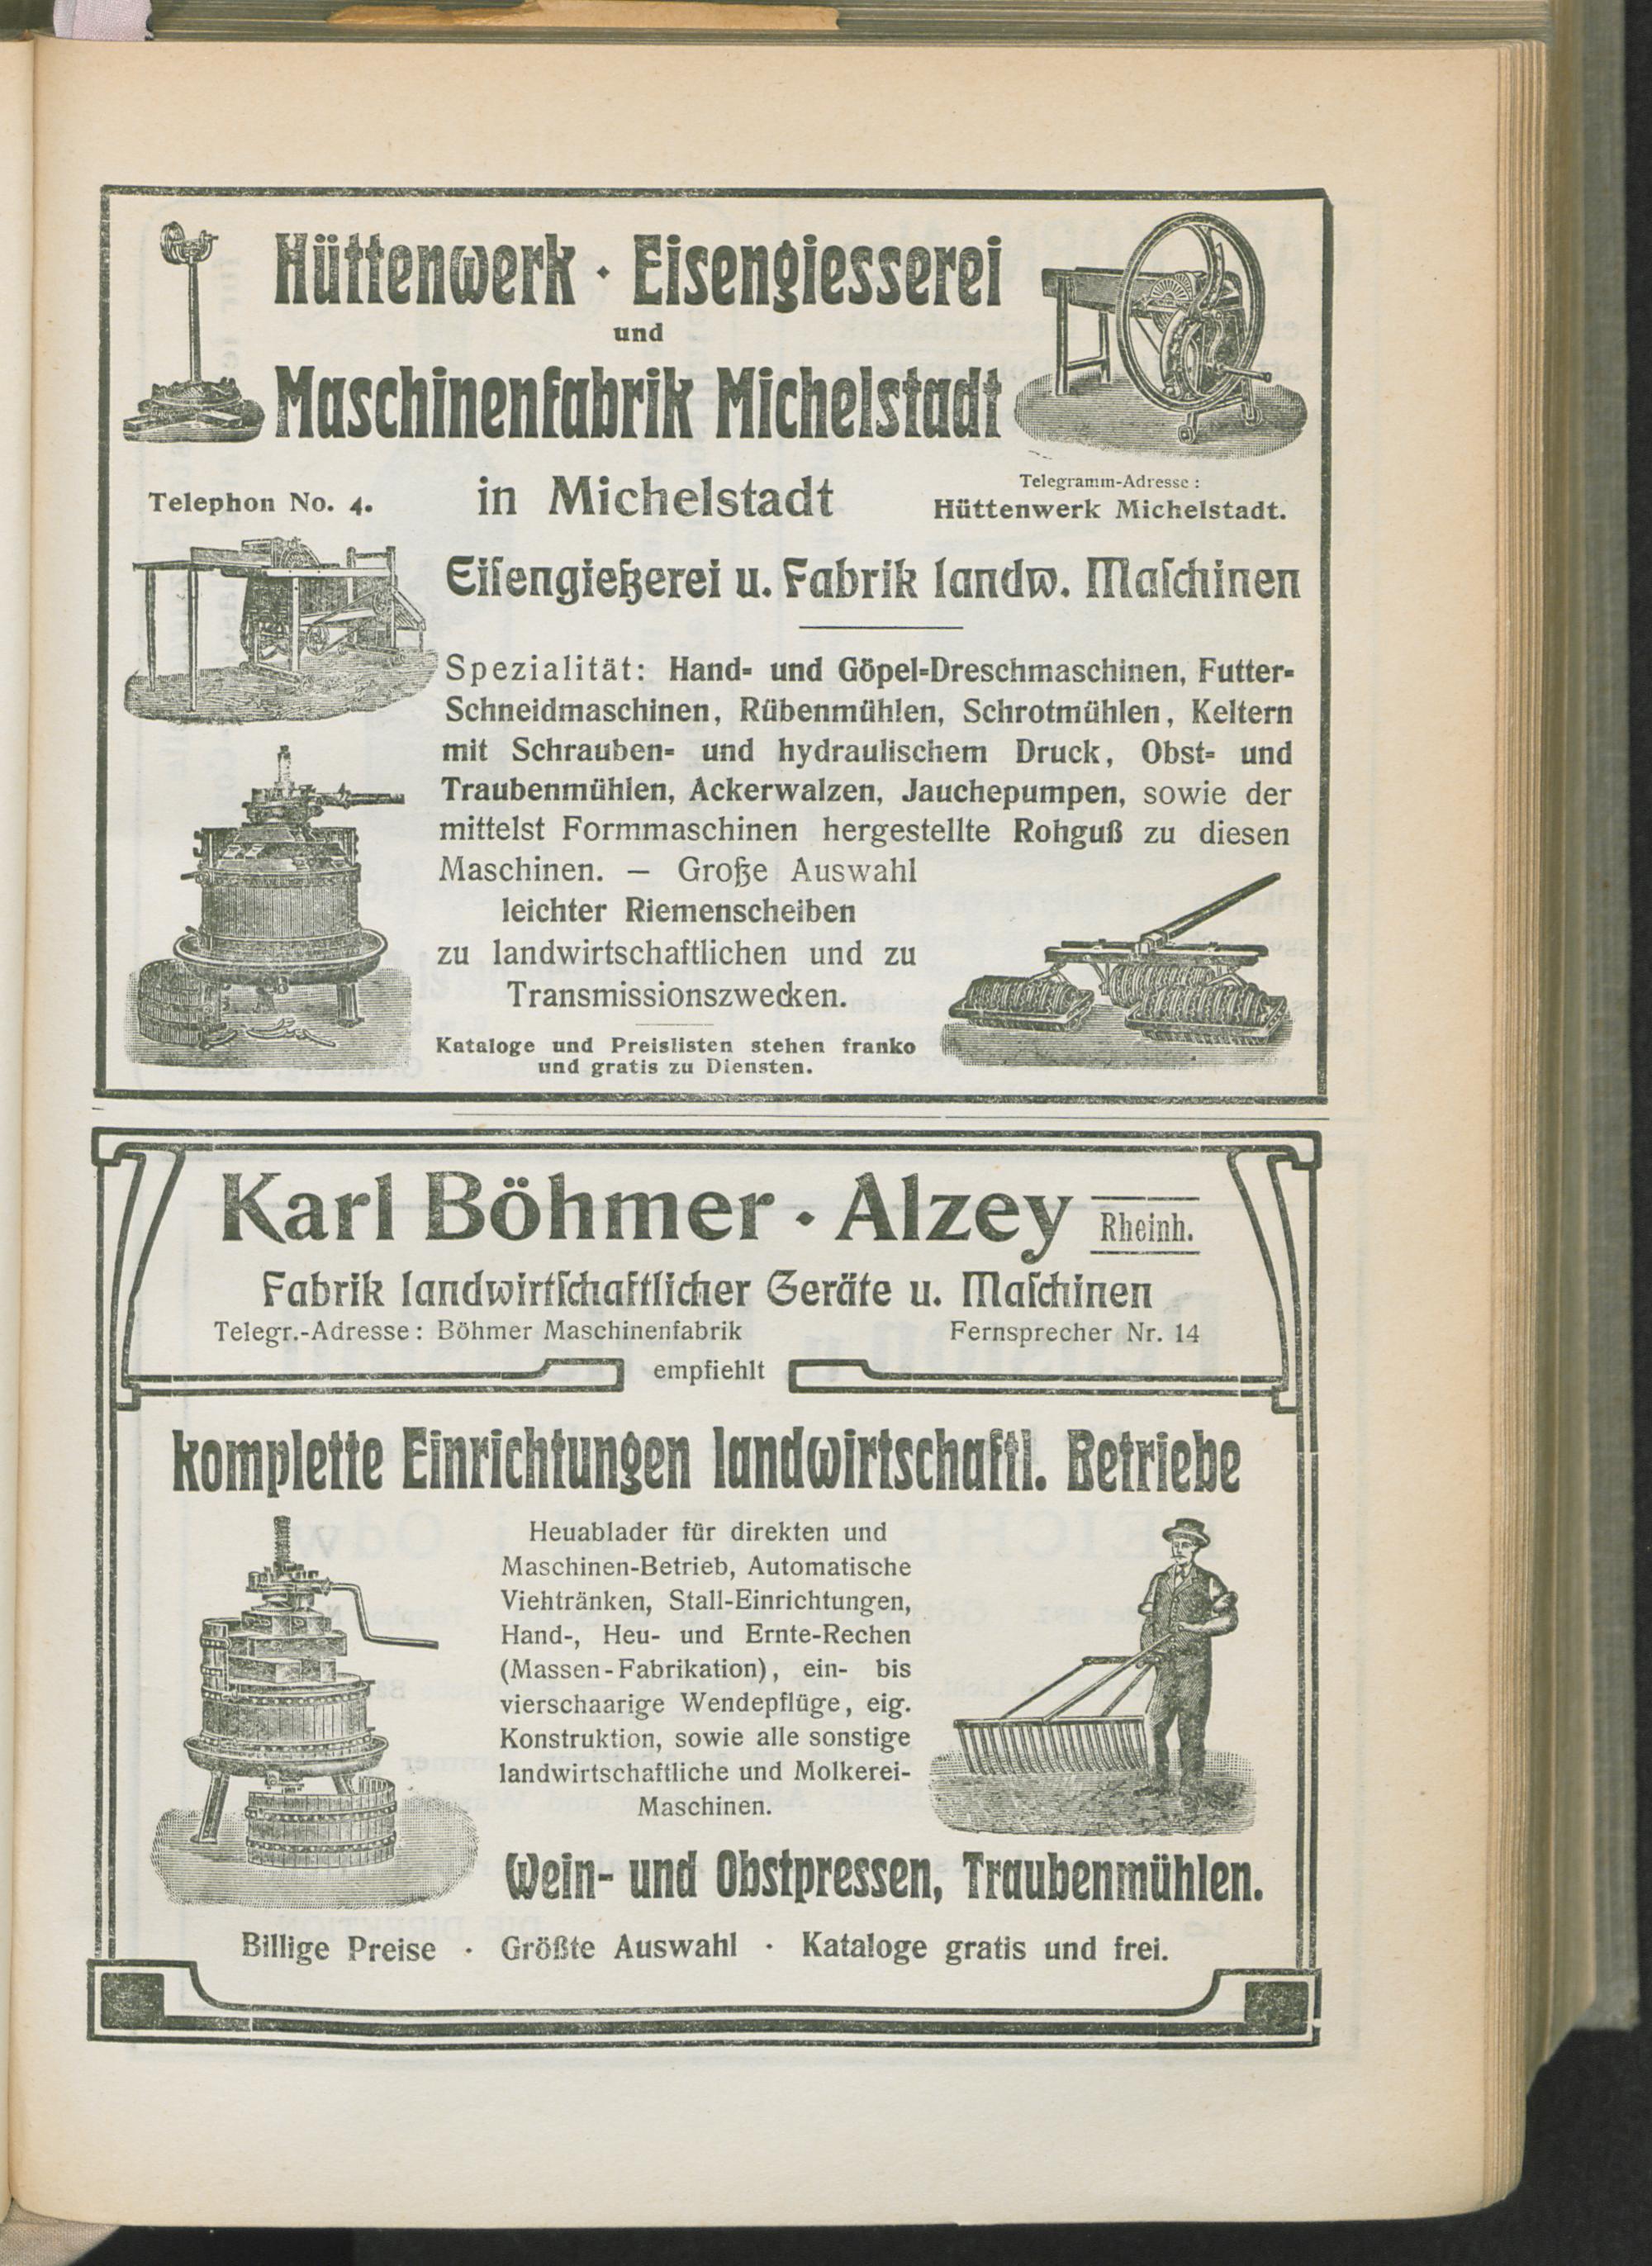 Hüttenwerk · Eisengiesserei
und
Maschinenfabrik Michelstadt
Telephon No. 4.
in Michelstadt
Telegramm-Adresse:
Hüttenwerk Michelstadt.
Eiſengießerei u. Fabrik landw. Maſchinen
Spezialität: Hand- und Göpel-Dreschmaschinen, Futter-
Schneidmaschinen, Rübenmühlen, Schrotmühlen, Keltern
mit Schrauben- und hydraulischem Druck, Obst- und
Traubenmühlen, Ackerwalzen, Jauchepumpen, sowie der
mittelst Formmaschinen hergestellte Rohguß zu diesen
Maschinen. — Große Auswahl
leichter Riemenscheiben
zu landwirtschaftlichen und zu
Transmissionszwecken.
Kataloge und Preislisten stehen franko
und gratis zu Diensten.
Karl Böhmer · Alzey Rheinh.
Fabrik landwirtſchaftlicher Geräte u. Maſchinen
Telegr.-Adresse: Böhmer Maschinenfabrik
Fernsprecher Nr. 14
empfiehlt
komplette Einrichtungen landwirtschaftl. Betriebe
Heuablader für direkten und
Maschinen-Betrieb, Automatische
Viehtränken, Stall-Einrichtungen,
Hand-, Heu- und Ernte-Rechen
(Massen-Fabrikation), ein- bis
vierschaarige Wendepflüge, eig.
Konstruktion, sowie alle sonstige
landwirtschaftliche und Molkerei-
Maschinen.
Wein- und Obstpressen, Traubenmühlen.
Billige Preise · Größte Auswahl · Kataloge gratis und frei.